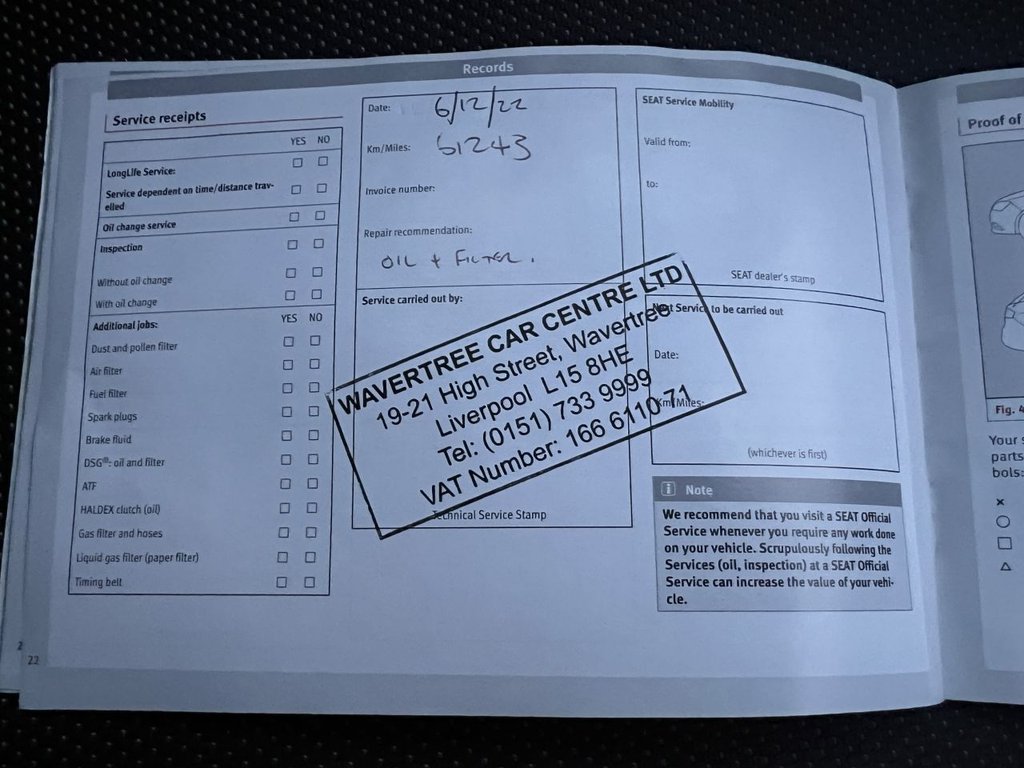 Records
Service receipts
YES NO
LongLife Service:
Service dependent on time/distance trav-
elled
Oil change service
Inspection
Without oil change
With oil change
Additional jobs: YES NO
Dust and pollen filter
Air filter
Fuel filter
Spark plugs
Brake fluid
DSG®: oil and filter
ATF
HALDEX clutch (oil)
Gas filter and hoses
Liquid gas filter (paper filter)
Timing belt
Date: 6/12/22
Km/Miles: 61243
Invoice number:
Repair recommendation:
OIL + FILTER.
Service carried out by:
WAVERTREE CAR CENTRE LTD
19-21 High Street, Wavertree
Liverpool L15 8HE
Tel: (0151) 733 9999
VAT Number: 166 6110 71
Technical Service Stamp
SEAT Service Mobility
Valid from:
to:
SEAT dealer's stamp
Next Service to be carried out
Date:
Km/Miles:
(whichever is first)
i Note
We recommend that you visit a SEAT Official
Service whenever you require any work done
on your vehicle. Scrupulously following the
Services (oil, inspection) at a SEAT Official
Service can increase the value of your vehi-
cle.
22
2
Proof of
Fig. 4
Your s
parts
bols: